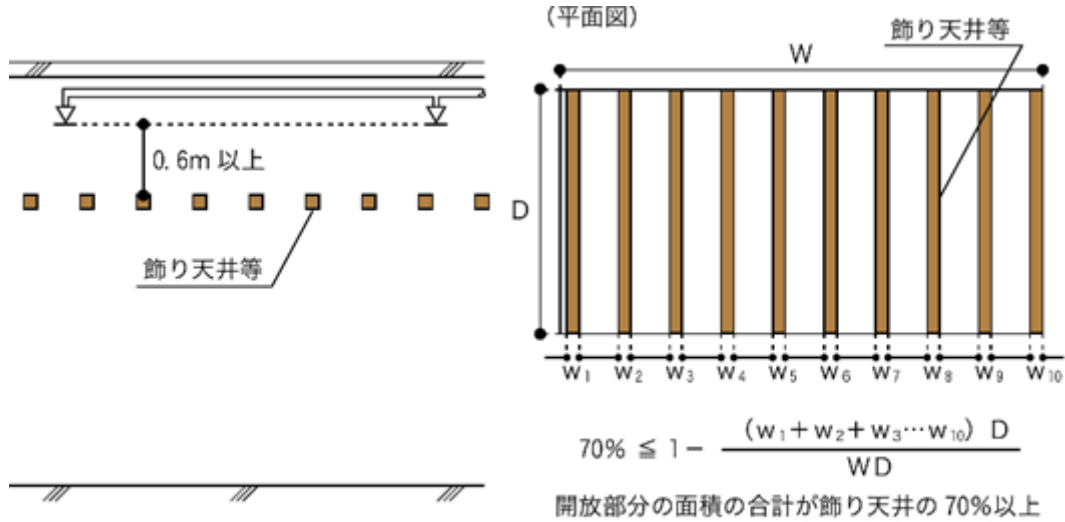 0.6m 以上
飾り天井等
(平面図)
飾り天井等
W
D
w₁ w₂ w₃ w₄ w₅ w₆ w₇ w₈ w₉ w₁₀
70% ≦ 1− (w₁+w₂+w₃⋯w₁₀) D / WD
開放部分の面積の合計が飾り天井の 70%以上